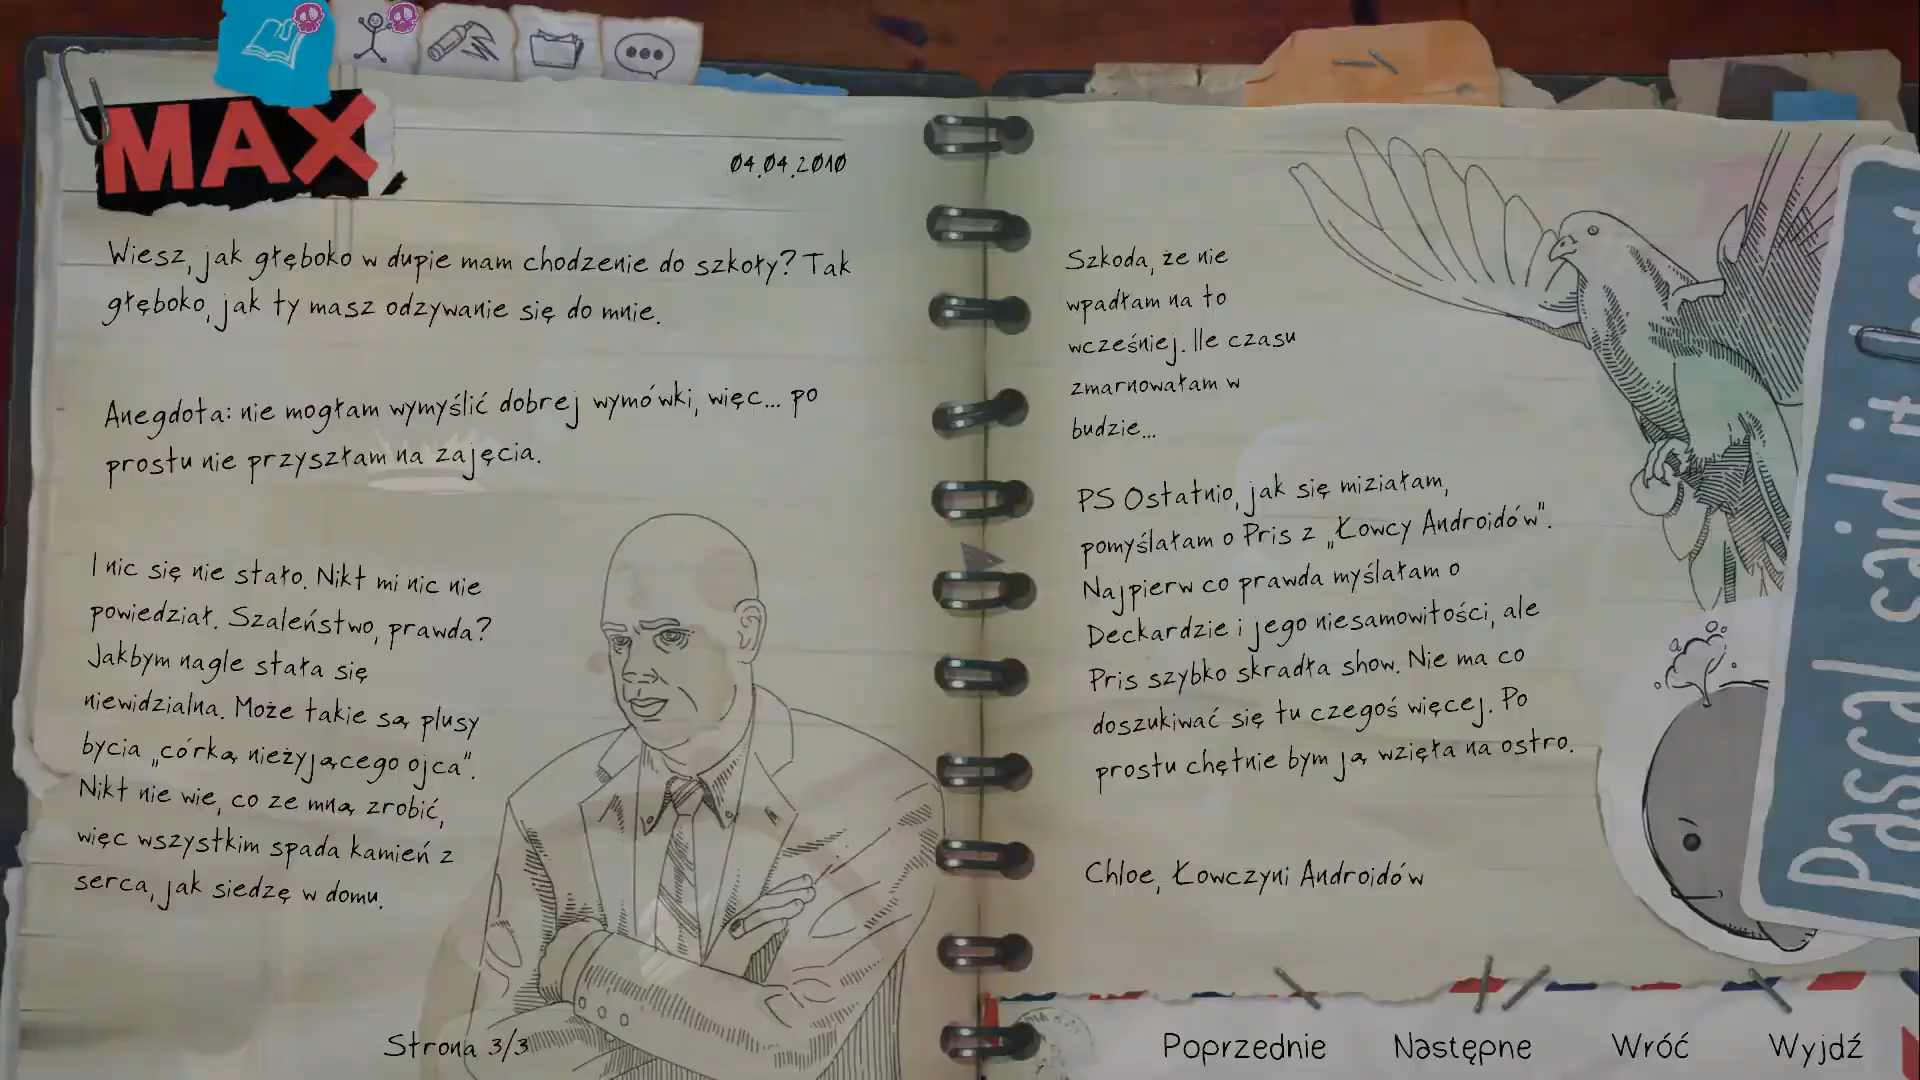 MAX
04.04.2010
Wiesz, jak głęboko w dupie mam chodzenie do szkoły? Tak
głęboko, jak ty masz odzywanie się do mnie.
Anegdota: nie mogłam wymyślić dobrej wymówki, więc... po
prostu nie przyszłam na zajęcia.
I nic się nie stało. Nikt mi nic nie
powiedział. Szaleństwo, prawda?
Jakbym nagle stała się
niewidzialna. Może takie są plusy
bycia „córką nieżyjącego ojca”.
Nikt nie wie, co ze mną zrobić,
więc wszystkim spada kamień z
serca, jak siedzę w domu.
Strona 3/3
Szkoda, że nie
wpadłam na to
wcześniej. Ile czasu
zmarnowałam w
budzie...
PS Ostatnio, jak się miziałam,
pomyślałam o Pris z „Łowcy Androidów”.
Najpierw co prawda myślałam o
Deckardzie i jego niesamowitości, ale
Pris szybko skradła show. Nie ma co
doszukiwać się tu czegoś więcej. Po
prostu chętnie bym ją wzięła na ostro.
Chloe, Łowczyni Androidów
Pascal said it
Poprzednie Następne Wróć Wyjdź